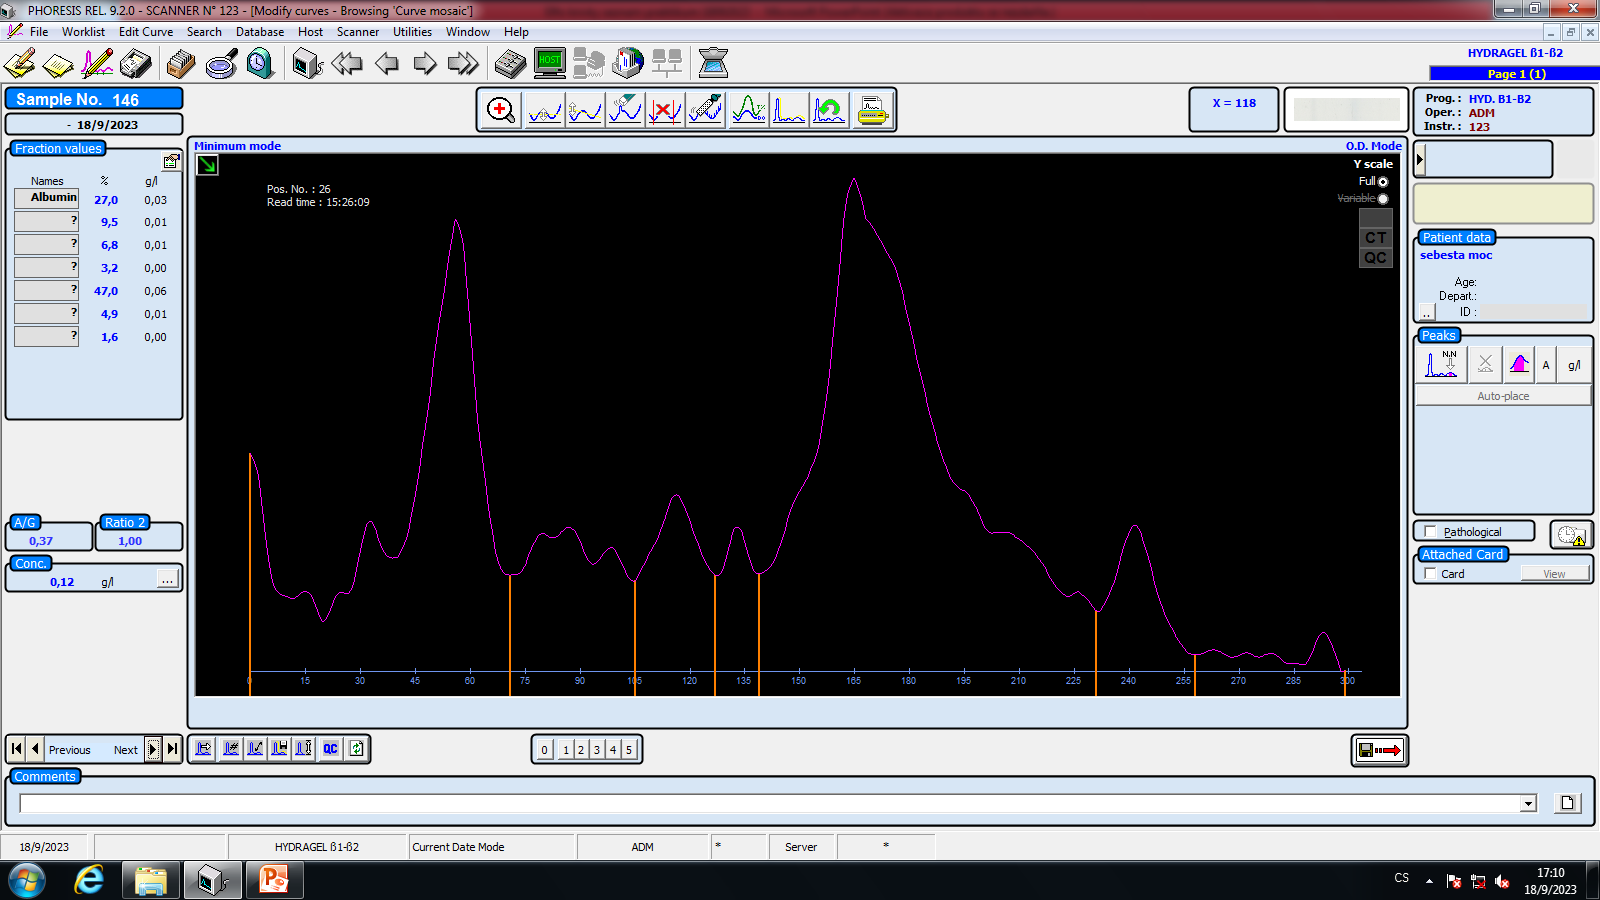 PHORESIS REL. 9.2.0 - SCANNER N° 123 - [Modify curves - Browsing 'Curve mosaic']
File Worklist Edit Curve Search Database Host Scanner Utilities Window Help
HOST
HYDRAGEL ß1-ß2
Page 1 (1)
Sample No. 146
- 18/9/2023
X = 118
Prog.: HYD. B1-B2
Oper.: ADM
Instr.: 123
Fraction values
Names % g/l
Albumin 27,0 0,03
? 9,5 0,01
? 6,8 0,01
? 3,2 0,00
? 47,0 0,06
? 4,9 0,01
? 1,6 0,00
A/G
0,37
Ratio 2
1,00
Conc.
0,12 g/l ...
Minimum mode
O.D. Mode
Pos. No. : 26
Read time : 15:26:09
Y scale
Full
Variable
CT
QC
0 15 30 45 60 75 90 105 120 135 150 165 180 195 210 225 240 255 270 285 300
Patient data
sebesta moc
Age:
Depart.:
.. ID :
Peaks
N.N A g/l
Auto-place
Pathological
Attached Card
Card View
Previous Next
QC
0 1 2 3 4 5
Comments
18/9/2023 HYDRAGEL ß1-ß2 Current Date Mode ADM * Server *
CS
17:10
18/9/2023